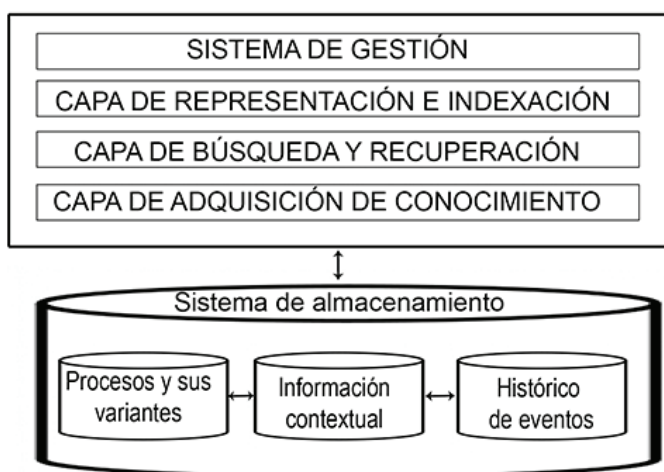 SISTEMA DE GESTIÓN
CAPA DE REPRESENTACIÓN E INDEXACIÓN
CAPA DE BÚSQUEDA Y RECUPERACIÓN
CAPA DE ADQUISICIÓN DE CONOCIMIENTO
Sistema de almacenamiento
Procesos y sus
variantes
Información
contextual
Histórico
de eventos